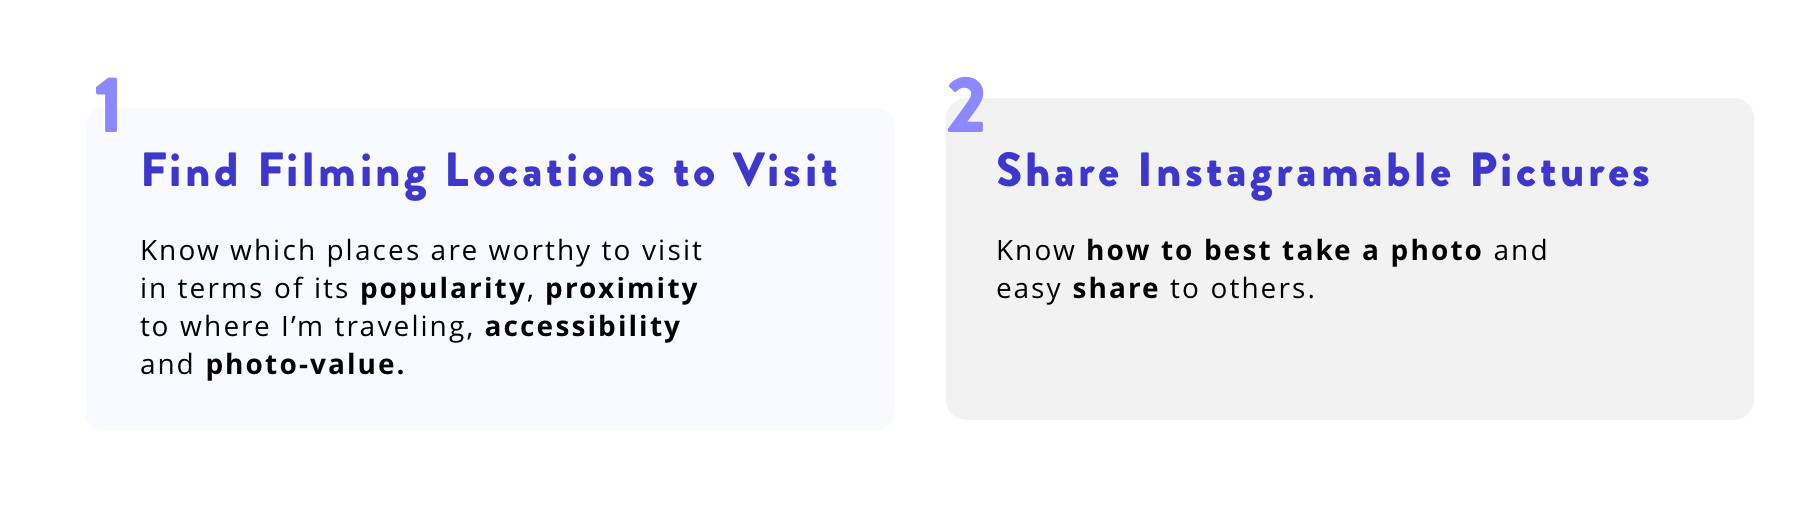 1
Find Filming Locations to Visit
Know which places are worthy to visit
in terms of its popularity, proximity
to where I’m traveling, accessibility
and photo-value.
2
Share Instagramable Pictures
Know how to best take a photo and
easy share to others.